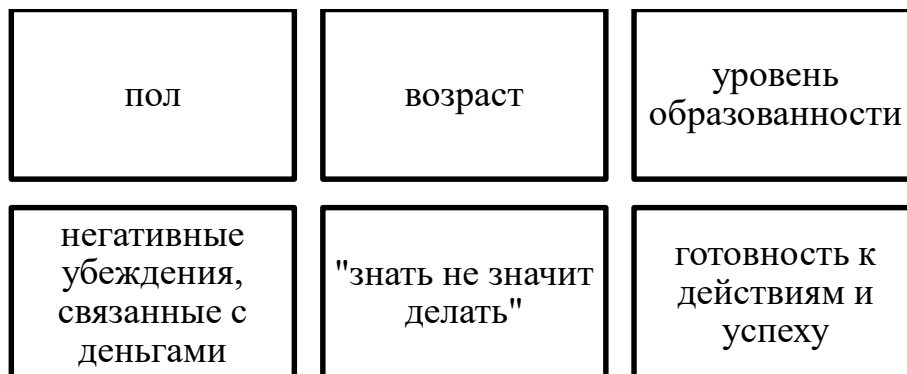 пол
возраст
уровень
образованности
негативные
убеждения,
связанные с
деньгами
"знать не значит
делать"
готовность к
действиям и
успеху